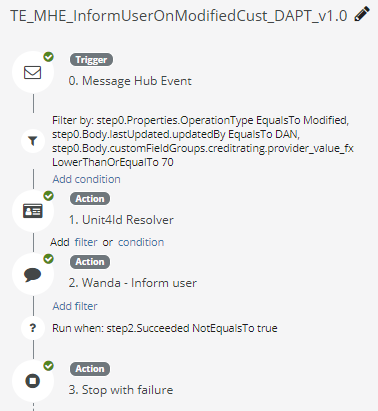 TE_MHE_InformUserOnModifiedCust_DAPT_v1.0
Trigger
0. Message Hub Event
Filter by: step0.Properties.OperationType EqualsTo Modified,
step0.Body.lastUpdated.updatedBy EqualsTo DAN,
step0.Body.customFieldGroups.creditrating.provider_value_fx
LowerThanOrEqualTo 70
Add condition
Action
1. Unit4Id Resolver
Add filter or condition
Action
2. Wanda - Inform user
Add filter
? Run when: step2.Succeeded NotEqualsTo true
Action
3. Stop with failure